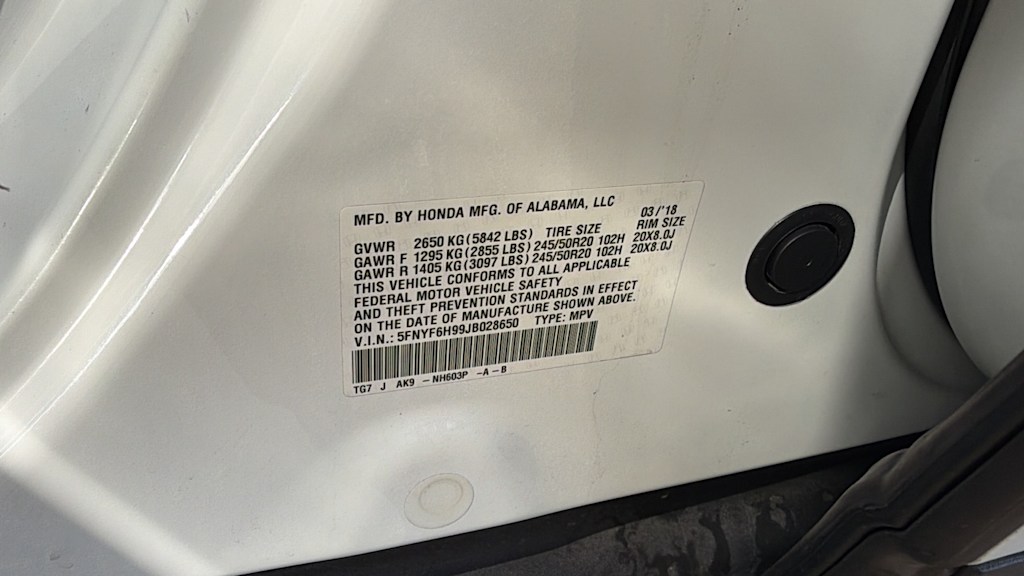 MFD. BY HONDA MFG. OF ALABAMA, LLC 03/'18
GVWR 2650 KG (5842 LBS) TIRE SIZE RIM SIZE
GAWR F 1295 KG (2855 LBS) 245/50R20 102H 20X8.0J
GAWR R 1405 KG (3097 LBS) 245/50R20 102H 20X8.0J
THIS VEHICLE CONFORMS TO ALL APPLICABLE
FEDERAL MOTOR VEHICLE SAFETY
AND THEFT PREVENTION STANDARDS IN EFFECT
ON THE DATE OF MANUFACTURE SHOWN ABOVE.
V.I.N.: 5FNYF6H99JB028650 TYPE: MPV
TG7 J AK9 -NH603P -A-B